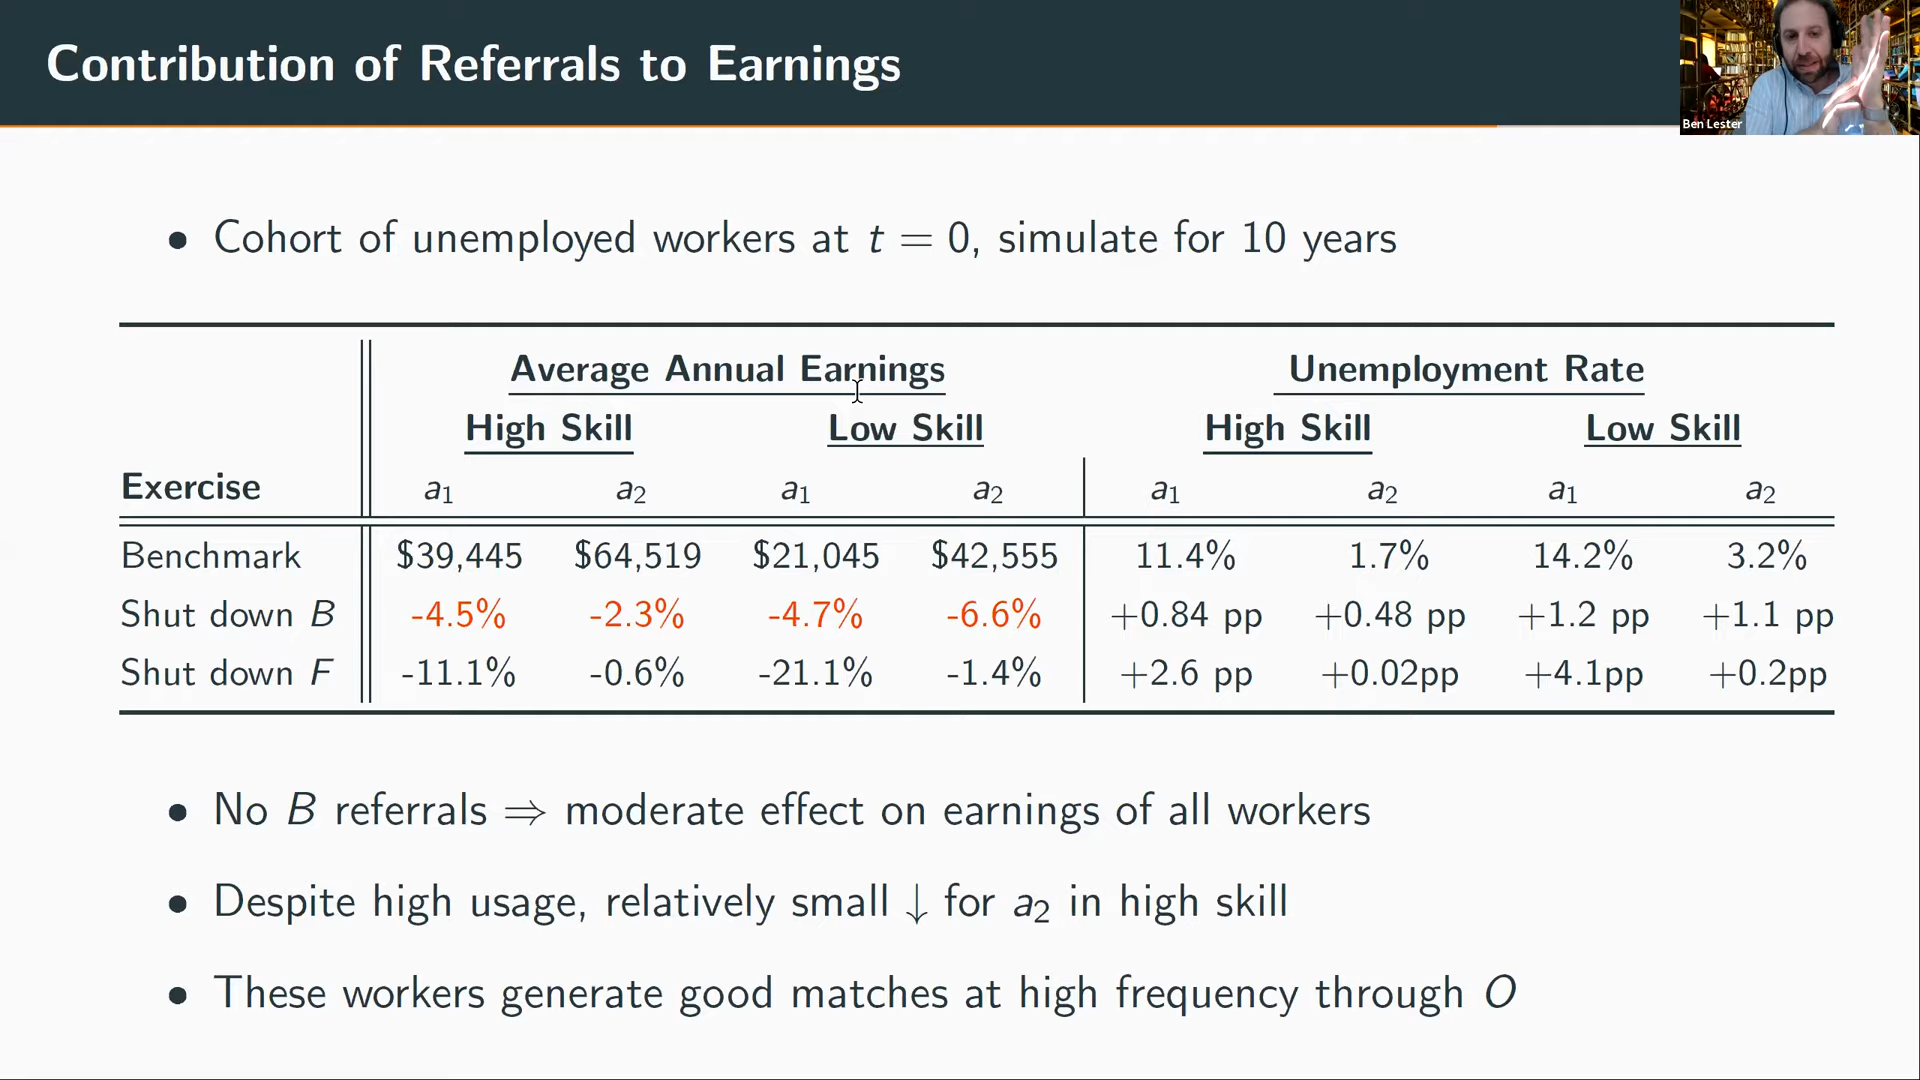 Contribution of Referrals to Earnings
Ben Lester
• Cohort of unemployed workers at t = 0, simulate for 10 years
Average Annual Earnings Unemployment Rate
High Skill Low Skill High Skill Low Skill
Exercise a₁ a₂ a₁ a₂ a₁ a₂ a₁ a₂
Benchmark $39,445 $64,519 $21,045 $42,555 11.4% 1.7% 14.2% 3.2%
Shut down B -4.5% -2.3% -4.7% -6.6% +0.84 pp +0.48 pp +1.2 pp +1.1 pp
Shut down F -11.1% -0.6% -21.1% -1.4% +2.6 pp +0.02pp +4.1pp +0.2pp
• No B referrals ⇒ moderate effect on earnings of all workers
• Despite high usage, relatively small ↓ for a₂ in high skill
• These workers generate good matches at high frequency through O